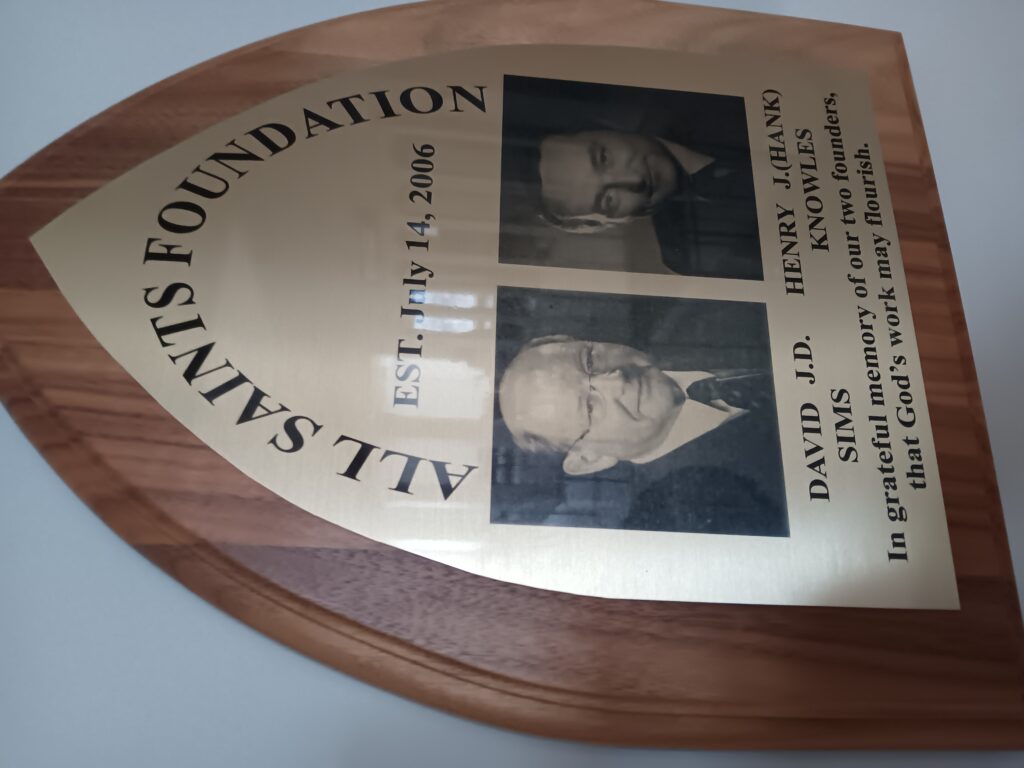 ALL SAINTS FOUNDATION
EST. July 14, 2006
DAVID J.D.
SIMS
HENRY J.(HANK)
KNOWLES
In grateful memory of our two founders,
that God's work may flourish.